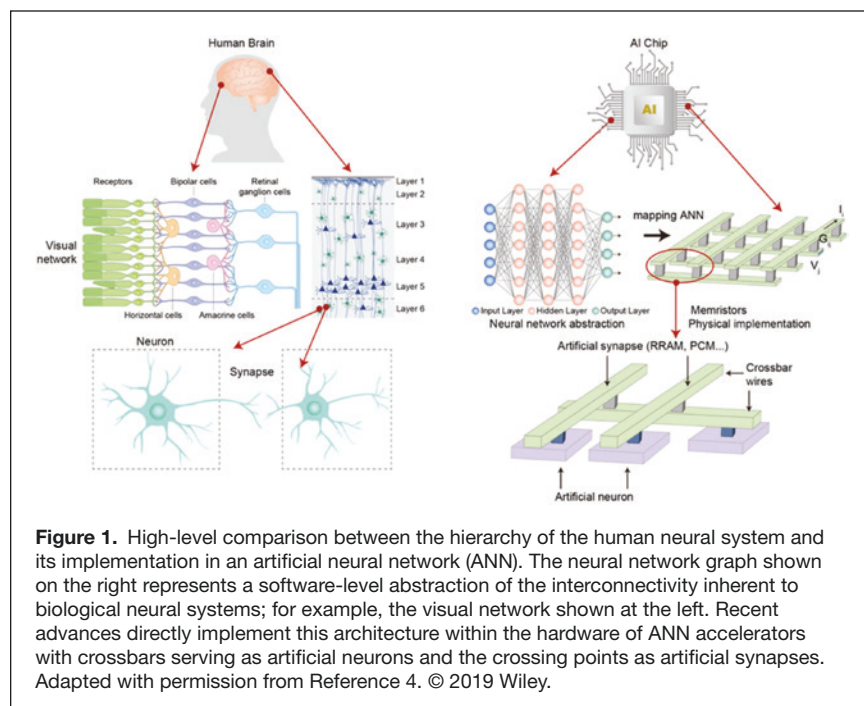 Human Brain
AI Chip
AI
Receptors
Bipolar cells
Retinal
ganglion cells
Visual
network
Horizontal cells
Amacrine cells
Layer 1
Layer 2
Layer 3
Layer 4
Layer 5
Layer 6
Neuron
Synapse
mapping ANN
Input Layer
Hidden Layer
Output Layer
Neural network abstraction
Memristors
Physical implementation
Artificial synapse (RRAM, PCM...)
Crossbar
wires
Artificial neuron
Figure 1. High-level comparison between the hierarchy of the human neural system and
its implementation in an artificial neural network (ANN). The neural network graph shown
on the right represents a software-level abstraction of the interconnectivity inherent to
biological neural systems; for example, the visual network shown at the left. Recent
advances directly implement this architecture within the hardware of ANN accelerators
with crossbars serving as artificial neurons and the crossing points as artificial synapses.
Adapted with permission from Reference 4. © 2019 Wiley.